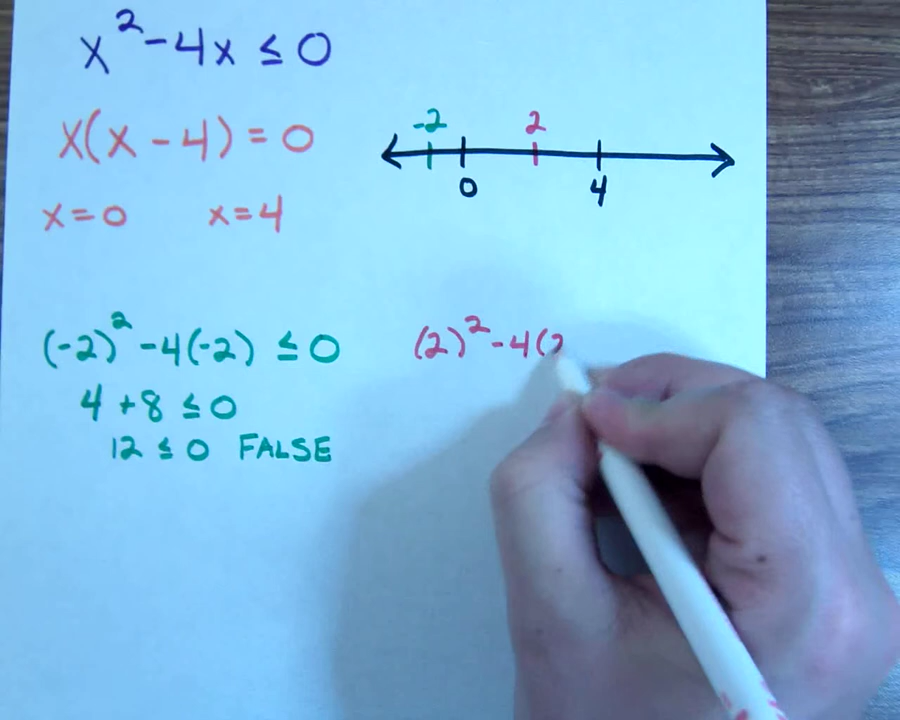 x² - 4x ≤ 0
x(x - 4) = 0
x = 0 x = 4
-2 2
0 4
(-2)² - 4(-2) ≤ 0
4 + 8 ≤ 0
12 ≤ 0 FALSE
(2)² - 4(2